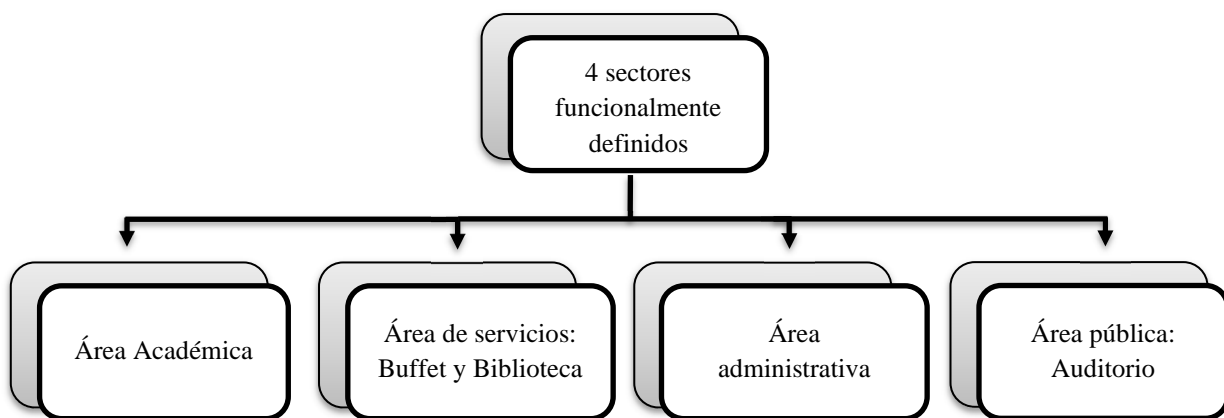 4 sectores
funcionalmente
definidos
Área Académica
Área de servicios:
Buffet y Biblioteca
Área
administrativa
Área pública:
Auditorio